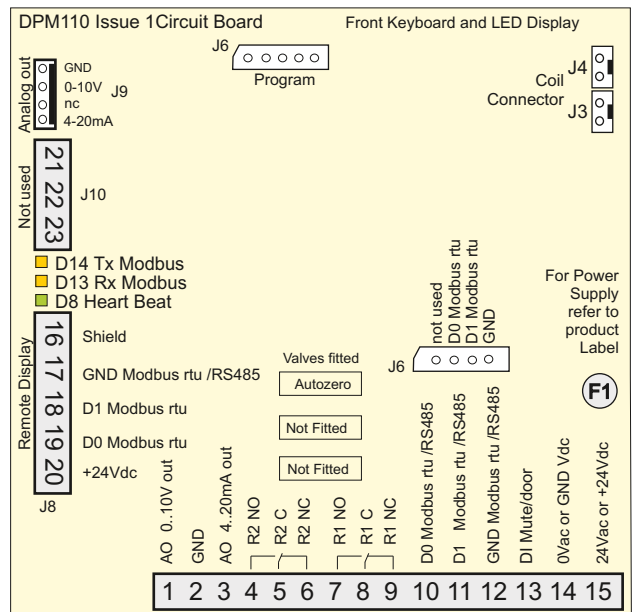 DPM110 Issue 1Circuit Board
Front Keyboard and LED Display
J6
Program
J4
Coil
Connector
J3
Analog out
GND
0-10V
nc
4-20mA
J9
Not used
21
22
23
J10
D14 Tx Modbus
D13 Rx Modbus
D8 Heart Beat
Remote Display
16
17
18
19
20
Shield
GND Modbus rtu /RS485
D1 Modbus rtu
D0 Modbus rtu
+24Vdc
J8
Valves fitted
Autozero
Not Fitted
Not Fitted
J6
not used
D0 Modbus rtu
D1 Modbus rtu
GND
For Power
Supply
refer to
product
Label
F1
AO 0..10V out
GND
AO 4..20mA out
R2 NO
R2 C
R2 NC
R1 NO
R1 C
R1 NC
D0 Modbus rtu /RS485
D1 Modbus rtu /RS485
GND Modbus rtu /RS485
DI Mute/door
0Vac or GND Vdc
24Vac or +24Vdc
1 2 3 4 5 6 7 8 9 10 11 12 13 14 15